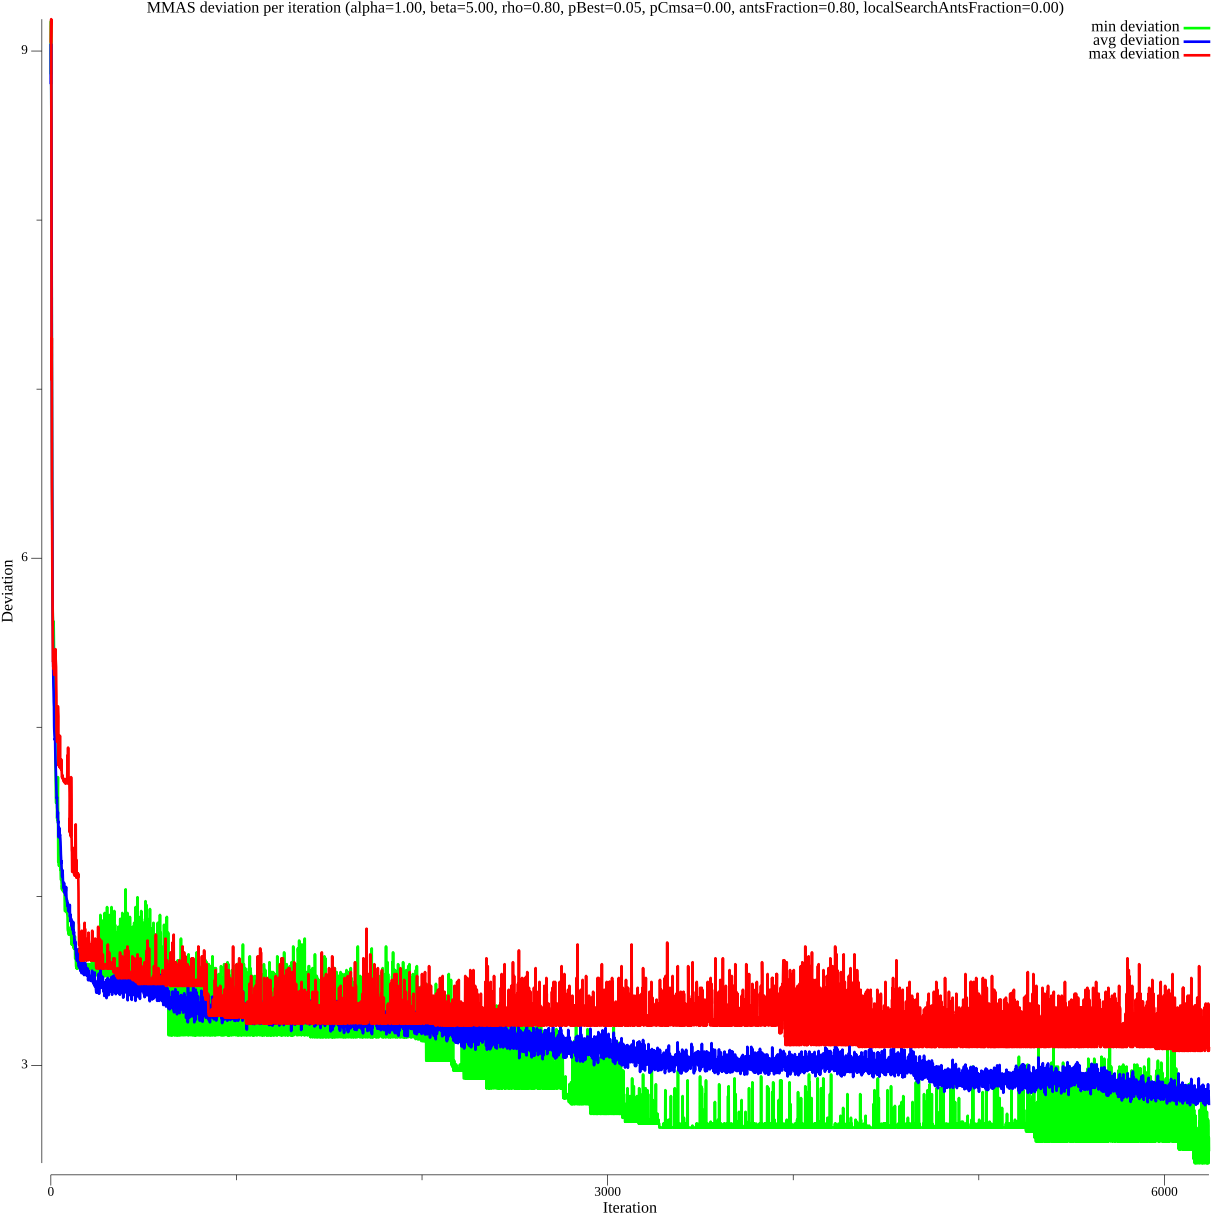 MMAS deviation per iteration (alpha=1.00, beta=5.00, rho=0.80, pBest=0.05, pCmsa=0.00, antsFraction=0.80, localSearchAntsFraction=0.00)
min deviation
avg deviation
max deviation
9
6
3
Deviation
0
3000
6000
Iteration